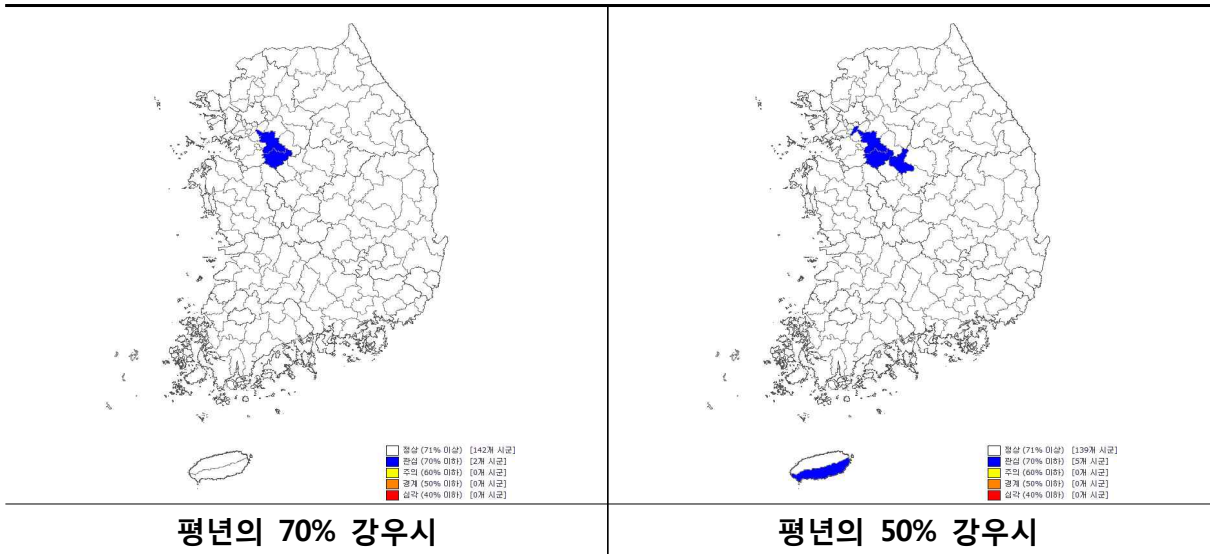 정상 (71% 이상) [142개 시군]
관심 (70% 이하) [2개 시군]
주의 (60% 이하) [0개 시군]
경계 (50% 이하) [0개 시군]
심각 (40% 이하) [0개 시군]
정상 (71% 이상) [139개 시군]
관심 (70% 이하) [5개 시군]
주의 (60% 이하) [0개 시군]
경계 (50% 이하) [0개 시군]
심각 (40% 이하) [0개 시군]
평년의 70% 강우시
평년의 50% 강우시